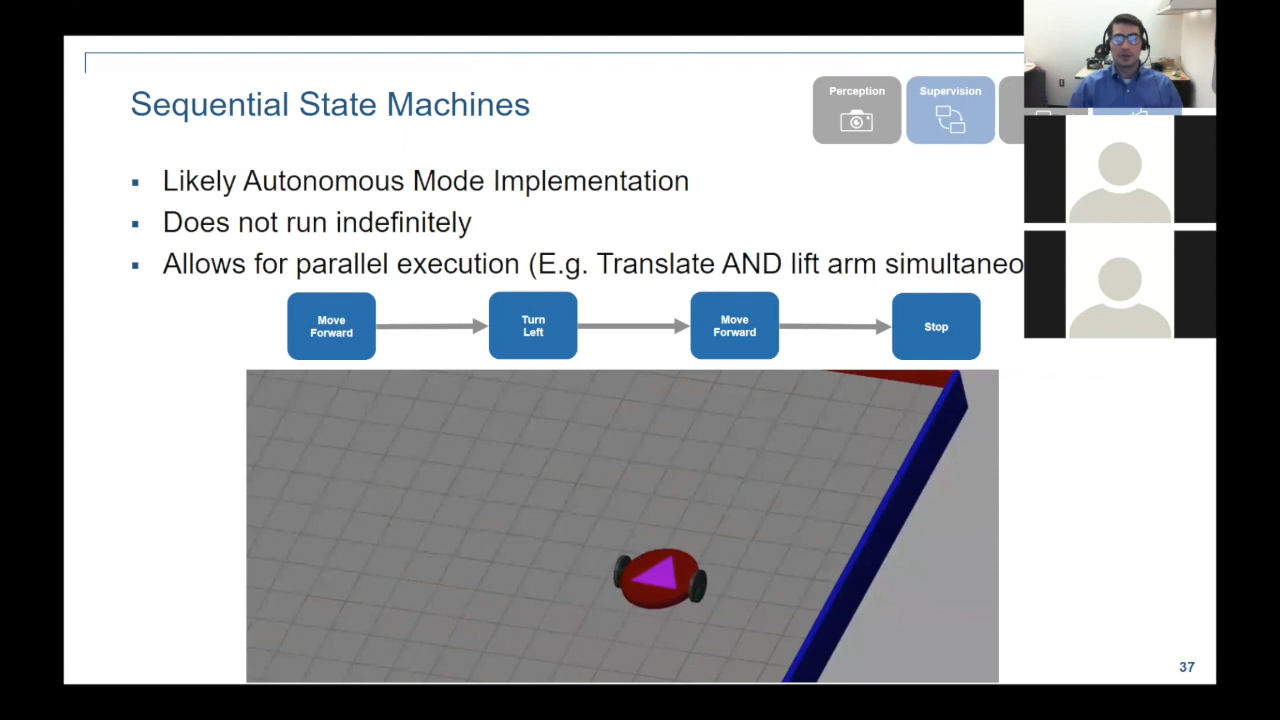 Sequential State Machines
Perception
Supervision
Likely Autonomous Mode Implementation
Does not run indefinitely
Allows for parallel execution (E.g. Translate AND lift arm simultaneo
Move
Forward
Turn
Left
Move
Forward
Stop
37